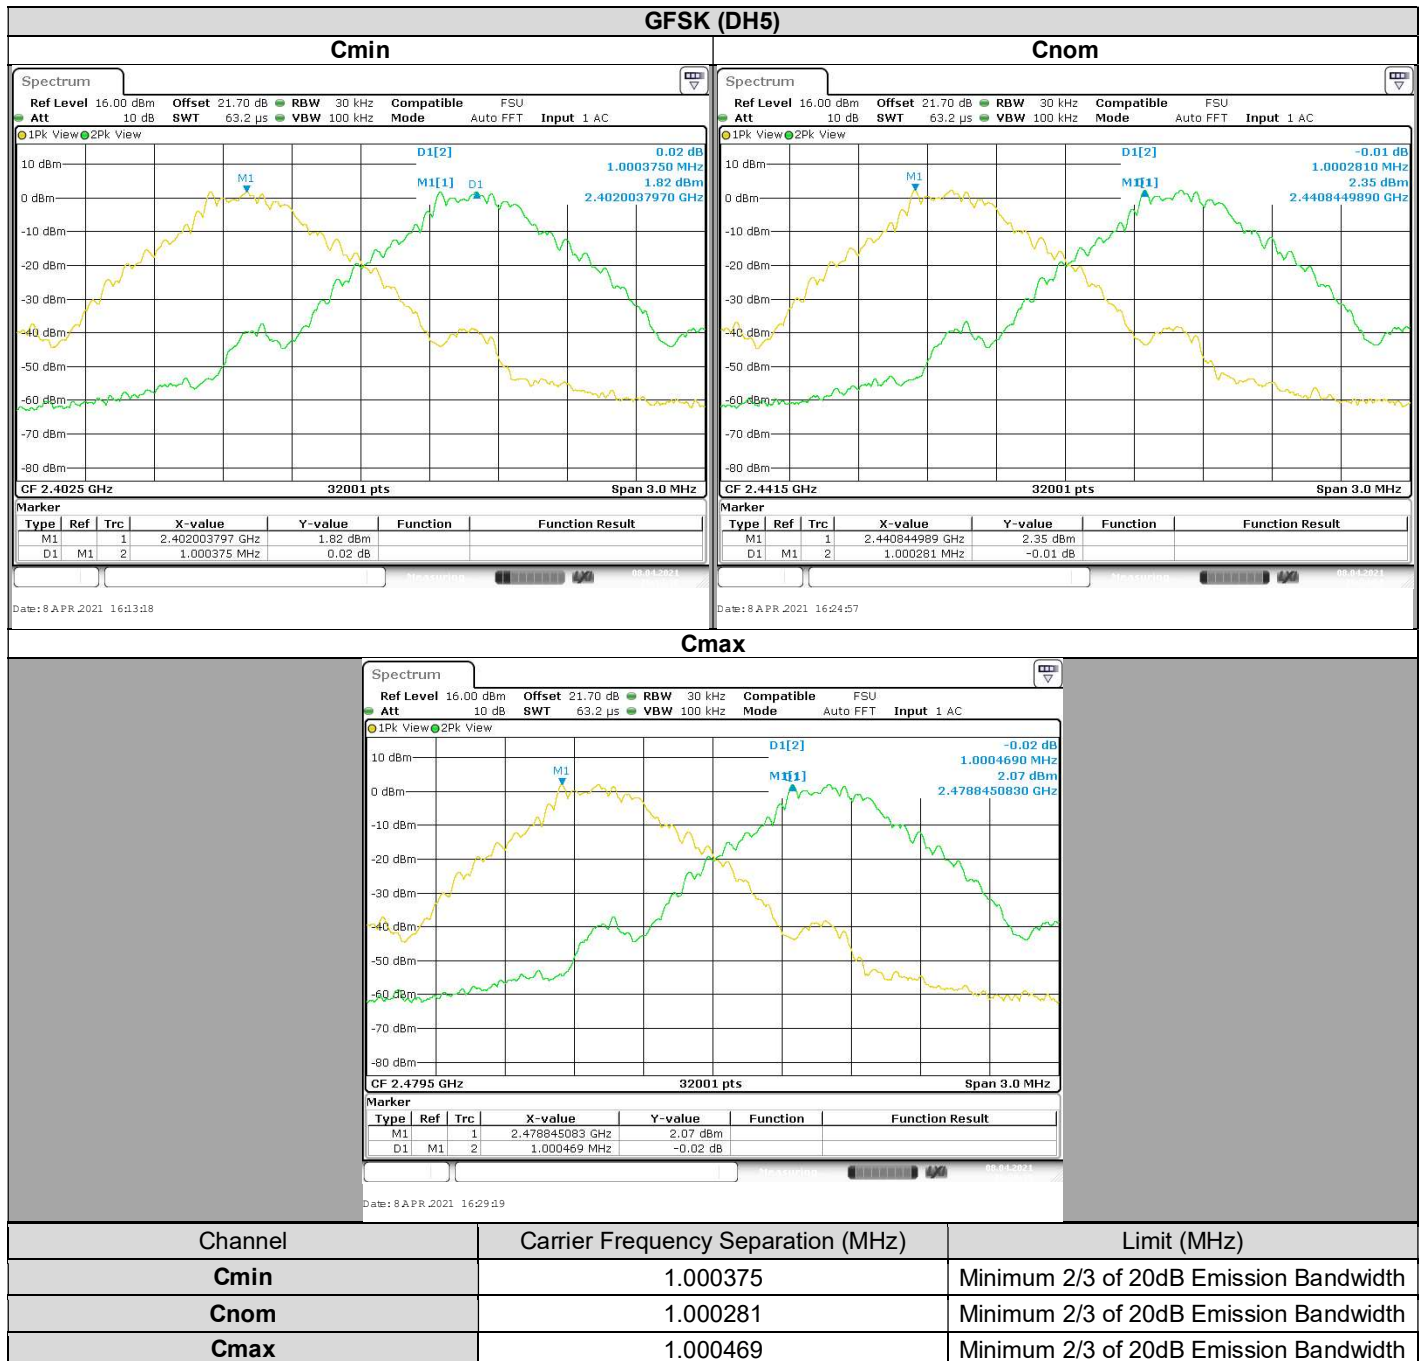 GFSK (DH5)
Cmin
Cnom
Spectrum
Ref Level 16.00 dBm Offset 21.70 dB RBW 30 kHz Compatible FSU
Att 10 dB SWT 63.2 µs VBW 100 kHz Mode Auto FFT Input 1 AC
1Pk View 2Pk View
D1[2] 0.02 dB
1.0003750 MHz
M1[1] 1.82 dBm
2.4020037970 GHz
M1
D1
10 dBm
0 dBm
-10 dBm
-20 dBm
-30 dBm
-40 dBm
-50 dBm
-60 dBm
-70 dBm
-80 dBm
CF 2.4025 GHz 32001 pts Span 3.0 MHz
Marker
Type Ref Trc X-value Y-value Function Function Result
M1 1 2.402003797 GHz 1.82 dBm
D1 M1 2 1.000375 MHz 0.02 dB
Measuring 08.04.2021
Date: 8.APR.2021 16:13:18
Spectrum
Ref Level 16.00 dBm Offset 21.70 dB RBW 30 kHz Compatible FSU
Att 10 dB SWT 63.2 µs VBW 100 kHz Mode Auto FFT Input 1 AC
1Pk View 2Pk View
D1[2] -0.01 dB
1.0002810 MHz
M1[1] 2.35 dBm
2.4408449890 GHz
M1
10 dBm
0 dBm
-10 dBm
-20 dBm
-30 dBm
-40 dBm
-50 dBm
-60 dBm
-70 dBm
-80 dBm
CF 2.4415 GHz 32001 pts Span 3.0 MHz
Marker
Type Ref Trc X-value Y-value Function Function Result
M1 1 2.440844989 GHz 2.35 dBm
D1 M1 2 1.000281 MHz -0.01 dB
Measuring 08.04.2021
Date: 8.APR.2021 16:24:57
Cmax
Spectrum
Ref Level 16.00 dBm Offset 21.70 dB RBW 30 kHz Compatible FSU
Att 10 dB SWT 63.2 µs VBW 100 kHz Mode Auto FFT Input 1 AC
1Pk View 2Pk View
D1[2] -0.02 dB
1.0004690 MHz
M1[1] 2.07 dBm
2.4788450830 GHz
M1
10 dBm
0 dBm
-10 dBm
-20 dBm
-30 dBm
-40 dBm
-50 dBm
-60 dBm
-70 dBm
-80 dBm
CF 2.4795 GHz 32001 pts Span 3.0 MHz
Marker
Type Ref Trc X-value Y-value Function Function Result
M1 1 2.478845083 GHz 2.07 dBm
D1 M1 2 1.000469 MHz -0.02 dB
Measuring 08.04.2021
Date: 8.APR.2021 16:29:19
Channel Carrier Frequency Separation (MHz) Limit (MHz)
Cmin 1.000375 Minimum 2/3 of 20dB Emission Bandwidth
Cnom 1.000281 Minimum 2/3 of 20dB Emission Bandwidth
Cmax 1.000469 Minimum 2/3 of 20dB Emission Bandwidth